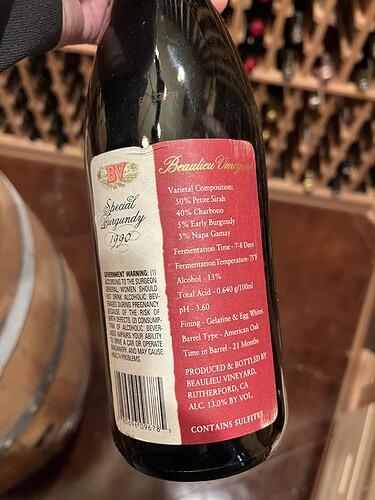 BV
Special
Burgundy
1990
GOVERNMENT WARNING: (1)
ACCORDING TO THE SURGEON
GENERAL, WOMEN SHOULD
NOT DRINK ALCOHOLIC BEV-
ERAGES DURING PREGNANCY
BECAUSE OF THE RISK OF
BIRTH DEFECTS. (2) CONSUMP-
TION OF ALCOHOLIC BEVER-
AGES IMPAIRS YOUR ABILITY
TO DRIVE A CAR OR OPERATE
MACHINERY, AND MAY CAUSE
HEALTH PROBLEMS.
Beaulieu Vineyard
Varietal Composition:
50% Petite Sirah
40% Charbono
5% Early Burgundy
5% Napa Gamay
Fermentation Time - 7-8 Days
Fermentation Temperature-75°F
Alcohol - 13%
Total Acid - 0.640 g/100ml
pH - 3.60
Fining - Gelatine & Egg Whites
Barrel Type - American Oak
Time in Barrel - 21 Months
PRODUCED & BOTTLED BY
BEAULIEU VINEYARD,
RUTHERFORD, CA
ALC. 13.0% BY VOL.
CONTAINS SULFITES